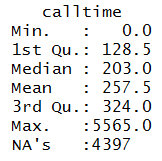 calltime
Min. : 0.0
1st Qu.: 128.5
Median : 203.0
Mean : 257.5
3rd Qu.: 324.0
Max. :5565.0
NA's :4397